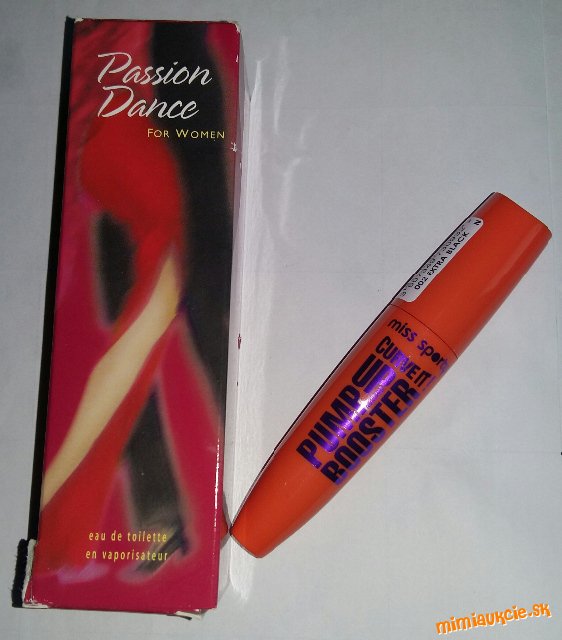 Passion
Dance
FOR WOMEN
eau de toilette
en vaporisateur
002 EXTRA BLACK
N
miss spor
CURVE IT
PUMP UP
BOOSTER
mimiaukcie.sk